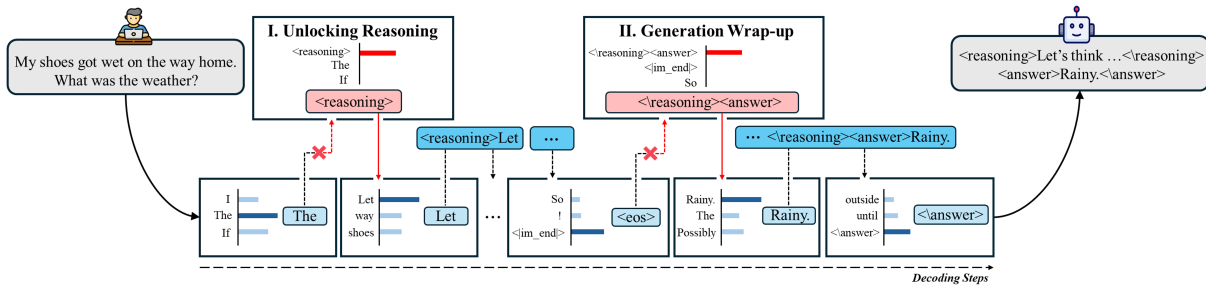 My shoes got wet on the way home.
What was the weather?
I. Unlocking Reasoning
<reasoning>
The
If
<reasoning>
II. Generation Wrap-up
<\reasoning><answer>
<|im_end|>
So
<\reasoning><answer>
<reasoning>Let's think ...<\reasoning>
<answer>Rainy.<\answer>
<reasoning>Let
...
... <\reasoning><answer>Rainy.
I
The
If
The
Let
way
shoes
Let
...
So
!
<|im_end|>
<eos>
Rainy.
The
Possibly
Rainy.
outside
until
<\answer>
<\answer>
Decoding Steps